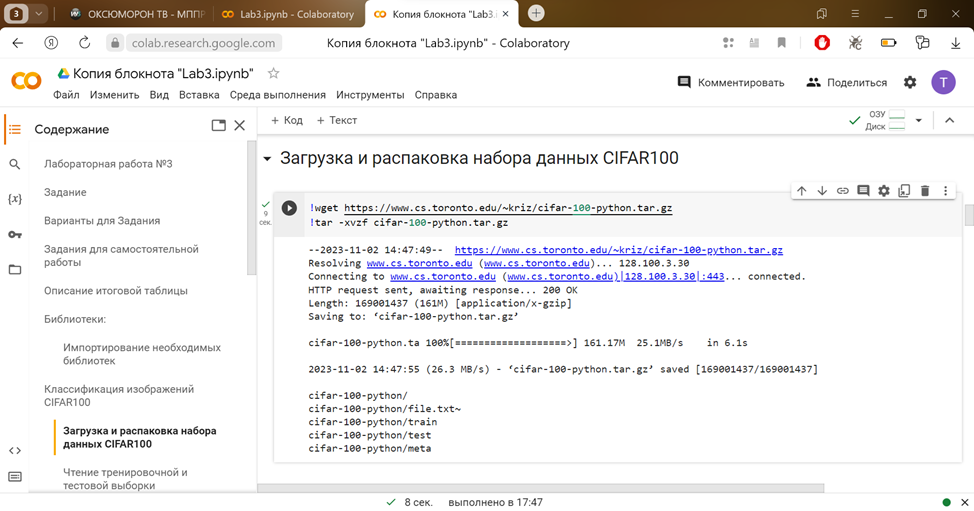 3
ОКСЮМОРОН ТВ - МППР
Lab3.ipynb - Colaboratory
Копия блокнота "Lab3.i
colab.research.google.com
Копия блокнота "Lab3.ipynb" - Colaboratory
Копия блокнота "Lab3.ipynb"
Файл Изменить Вид Вставка Среда выполнения Инструменты Справка
Комментировать
Поделиться
T
Содержание
Лабораторная работа №3
Задание
Варианты для Задания
Задания для самостоятельной
работы
Описание итоговой таблицы
Библиотеки:
Импортирование необходимых
библиотек
Классификация изображений
CIFAR100
Загрузка и распаковка набора
данных CIFAR100
Чтение тренировочной и
тестовой выборки
+ Код + Текст
ОЗУ
Диск
Загрузка и распаковка набора данных CIFAR100
9
сек.
!wget https://www.cs.toronto.edu/~kriz/cifar-100-python.tar.gz
!tar -xvzf cifar-100-python.tar.gz
--2023-11-02 14:47:49-- https://www.cs.toronto.edu/~kriz/cifar-100-python.tar.gz
Resolving www.cs.toronto.edu (www.cs.toronto.edu)... 128.100.3.30
Connecting to www.cs.toronto.edu (www.cs.toronto.edu)|128.100.3.30|:443... connected.
HTTP request sent, awaiting response... 200 OK
Length: 169001437 (161M) [application/x-gzip]
Saving to: ‘cifar-100-python.tar.gz’
cifar-100-python.ta 100%[===================>] 161.17M 25.1MB/s in 6.1s
2023-11-02 14:47:55 (26.3 MB/s) - ‘cifar-100-python.tar.gz’ saved [169001437/169001437]
cifar-100-python/
cifar-100-python/file.txt~
cifar-100-python/train
cifar-100-python/test
cifar-100-python/meta
8 сек. выполнено в 17:47